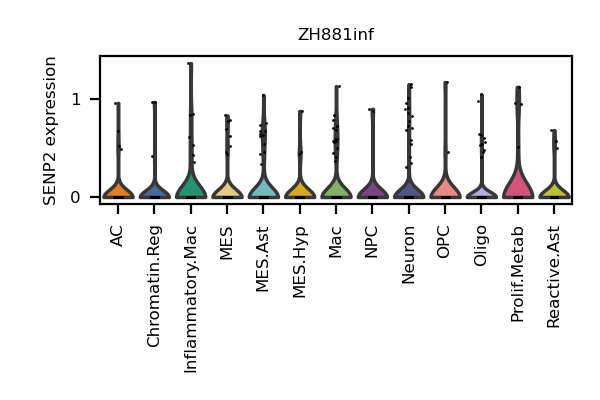 ZH881inf
SENP2 expression
1
0
AC
Chromatin.Reg
Inflammatory.Mac
MES
MES.Ast
MES.Hyp
Mac
NPC
Neuron
OPC
Oligo
Prolif.Metab
Reactive.Ast